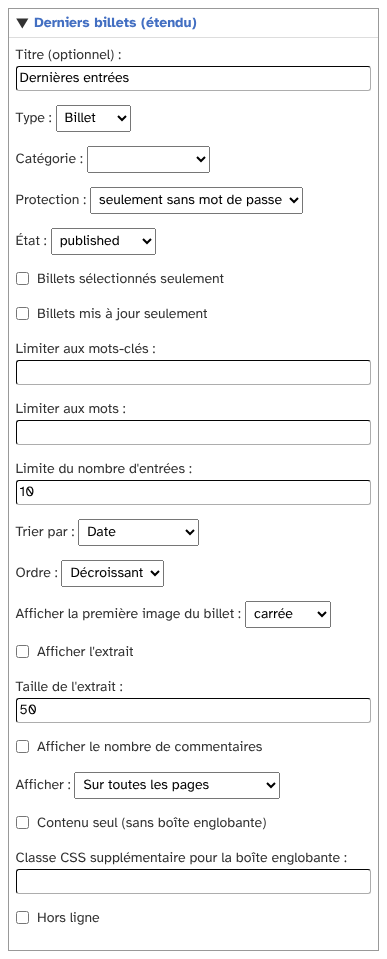 ▼ Derniers billets (étendu)
Titre (optionnel) :
Dernières entrées
Type : Billet
Catégorie :
Protection : seulement sans mot de passe
État : published
Billets sélectionnés seulement
Billets mis à jour seulement
Limiter aux mots-clés :
Limiter aux mots :
Limite du nombre d'entrées :
10
Trier par : Date
Ordre : Décroissant
Afficher la première image du billet : carrée
Afficher l'extrait
Taille de l'extrait :
50
Afficher le nombre de commentaires
Afficher : Sur toutes les pages
Contenu seul (sans boîte englobante)
Classe CSS supplémentaire pour la boîte englobante :
Hors ligne